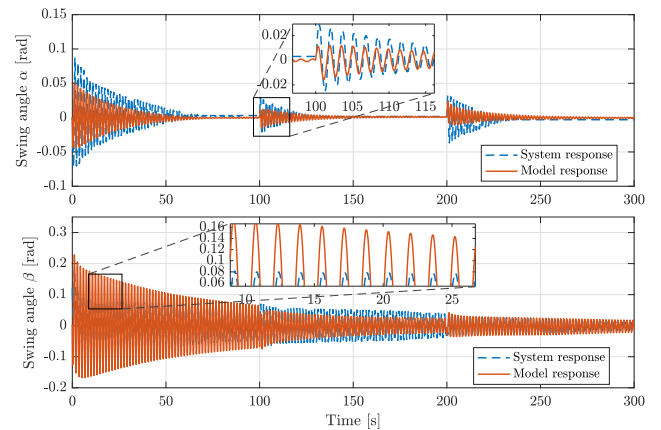 0.15
0.1
0.05
0
-0.05
-0.1
Swing angle α [rad]
0.02
0
-0.02
100 105 110 115
System response
Model response
0 50 100 150 200 250 300
0.3
0.2
0.1
0
-0.1
-0.2
Swing angle β [rad]
0.16
0.14
0.12
0.1
0.08
0.06
10 15 20 25
System response
Model response
0 50 100 150 200 250 300
Time [s]